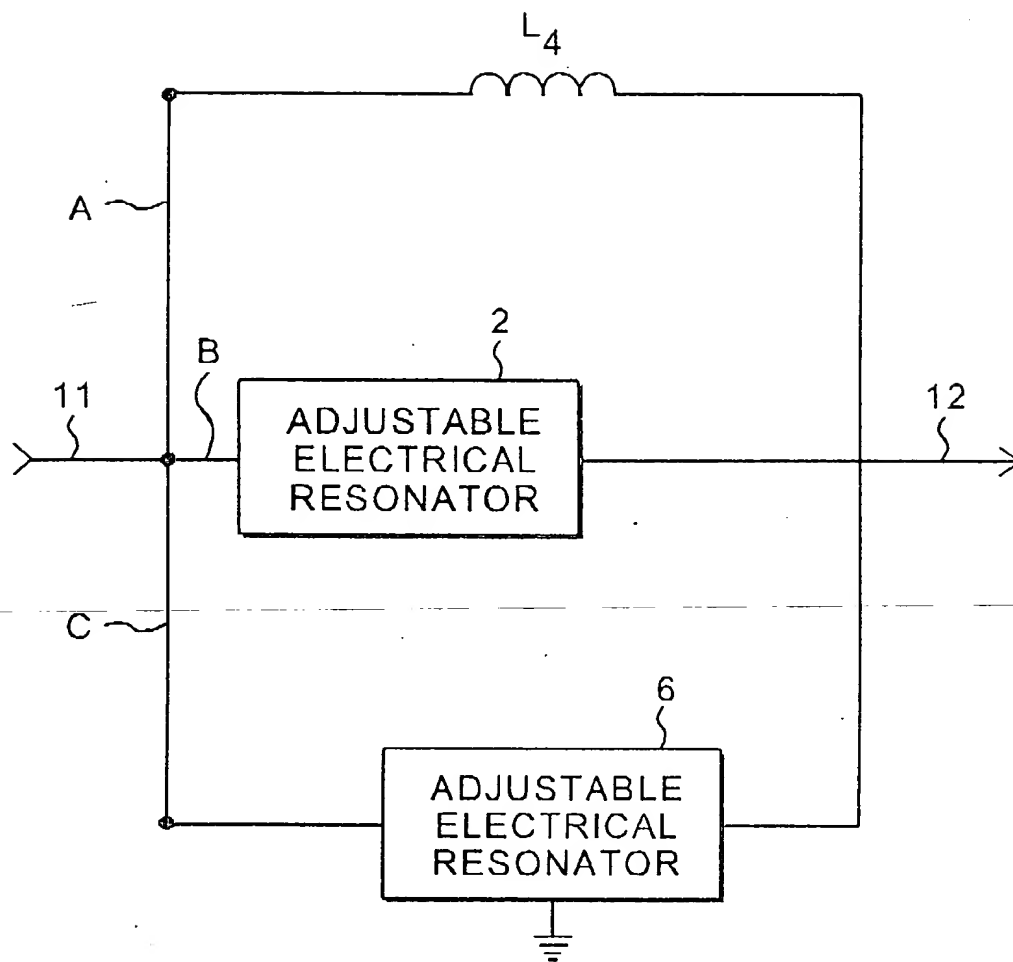 L4
A
2
B
11
12
ADJUSTABLE
ELECTRICAL
RESONATOR
C
6
ADJUSTABLE
ELECTRICAL
RESONATOR